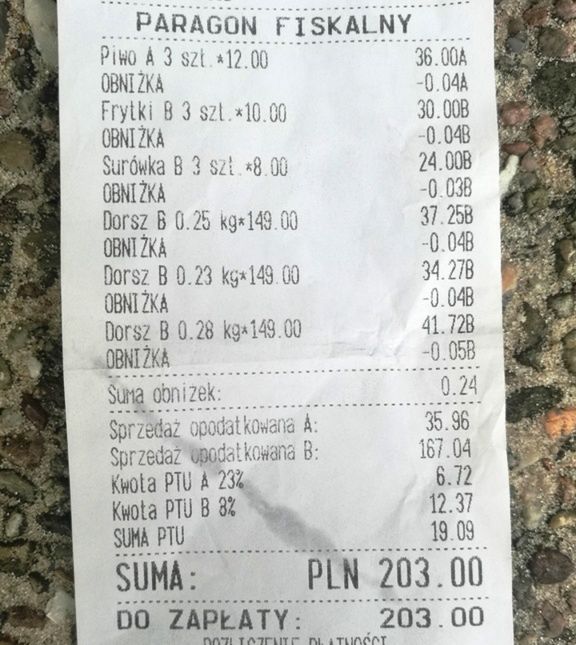 PARAGON FISKALNY
Piwo A 3 szt.*12.00 36.00A
OBNIŻKA -0.04A
Frytki B 3 szt.*10.00 30.00B
OBNIŻKA -0.04B
Surówka B 3 szt.*8.00 24.00B
OBNIŻKA -0.03B
Dorsz B 0.25 kg*149.00 37.25B
OBNIŻKA -0.04B
Dorsz B 0.23 kg*149.00 34.27B
OBNIŻKA -0.04B
Dorsz B 0.28 kg*149.00 41.72B
OBNIŻKA -0.05B
Suma obniżek: 0.24
Sprzedaż opodatkowana A: 35.96
Sprzedaż opodatkowana B: 167.04
Kwota PTU A 23% 6.72
Kwota PTU B 8% 12.37
SUMA PTU 19.09
SUMA: PLN 203.00
DO ZAPŁATY: 203.00
ROZLICZENIE PŁATNOŚCI